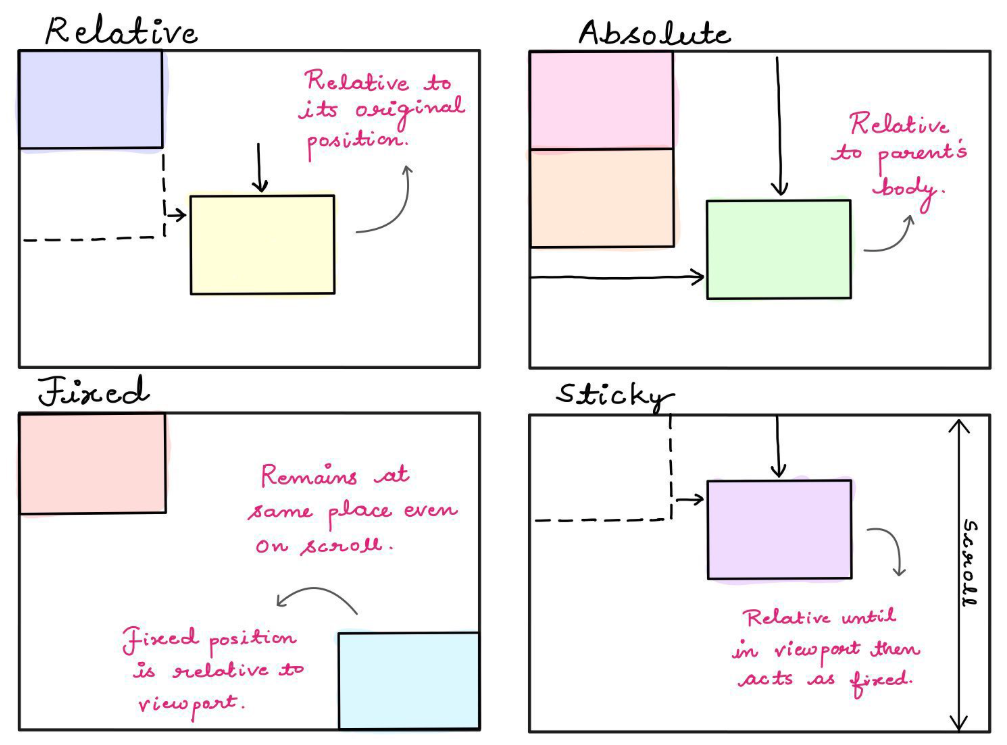 Relative
Relative to
its original
position.
Absolute
Relative
to parent's
body.
Fixed
Remains at
same place even
on scroll.
Fixed position
is relative to
viewport.
Sticky
Scroll
Relative until
in viewport then
acts as fixed.